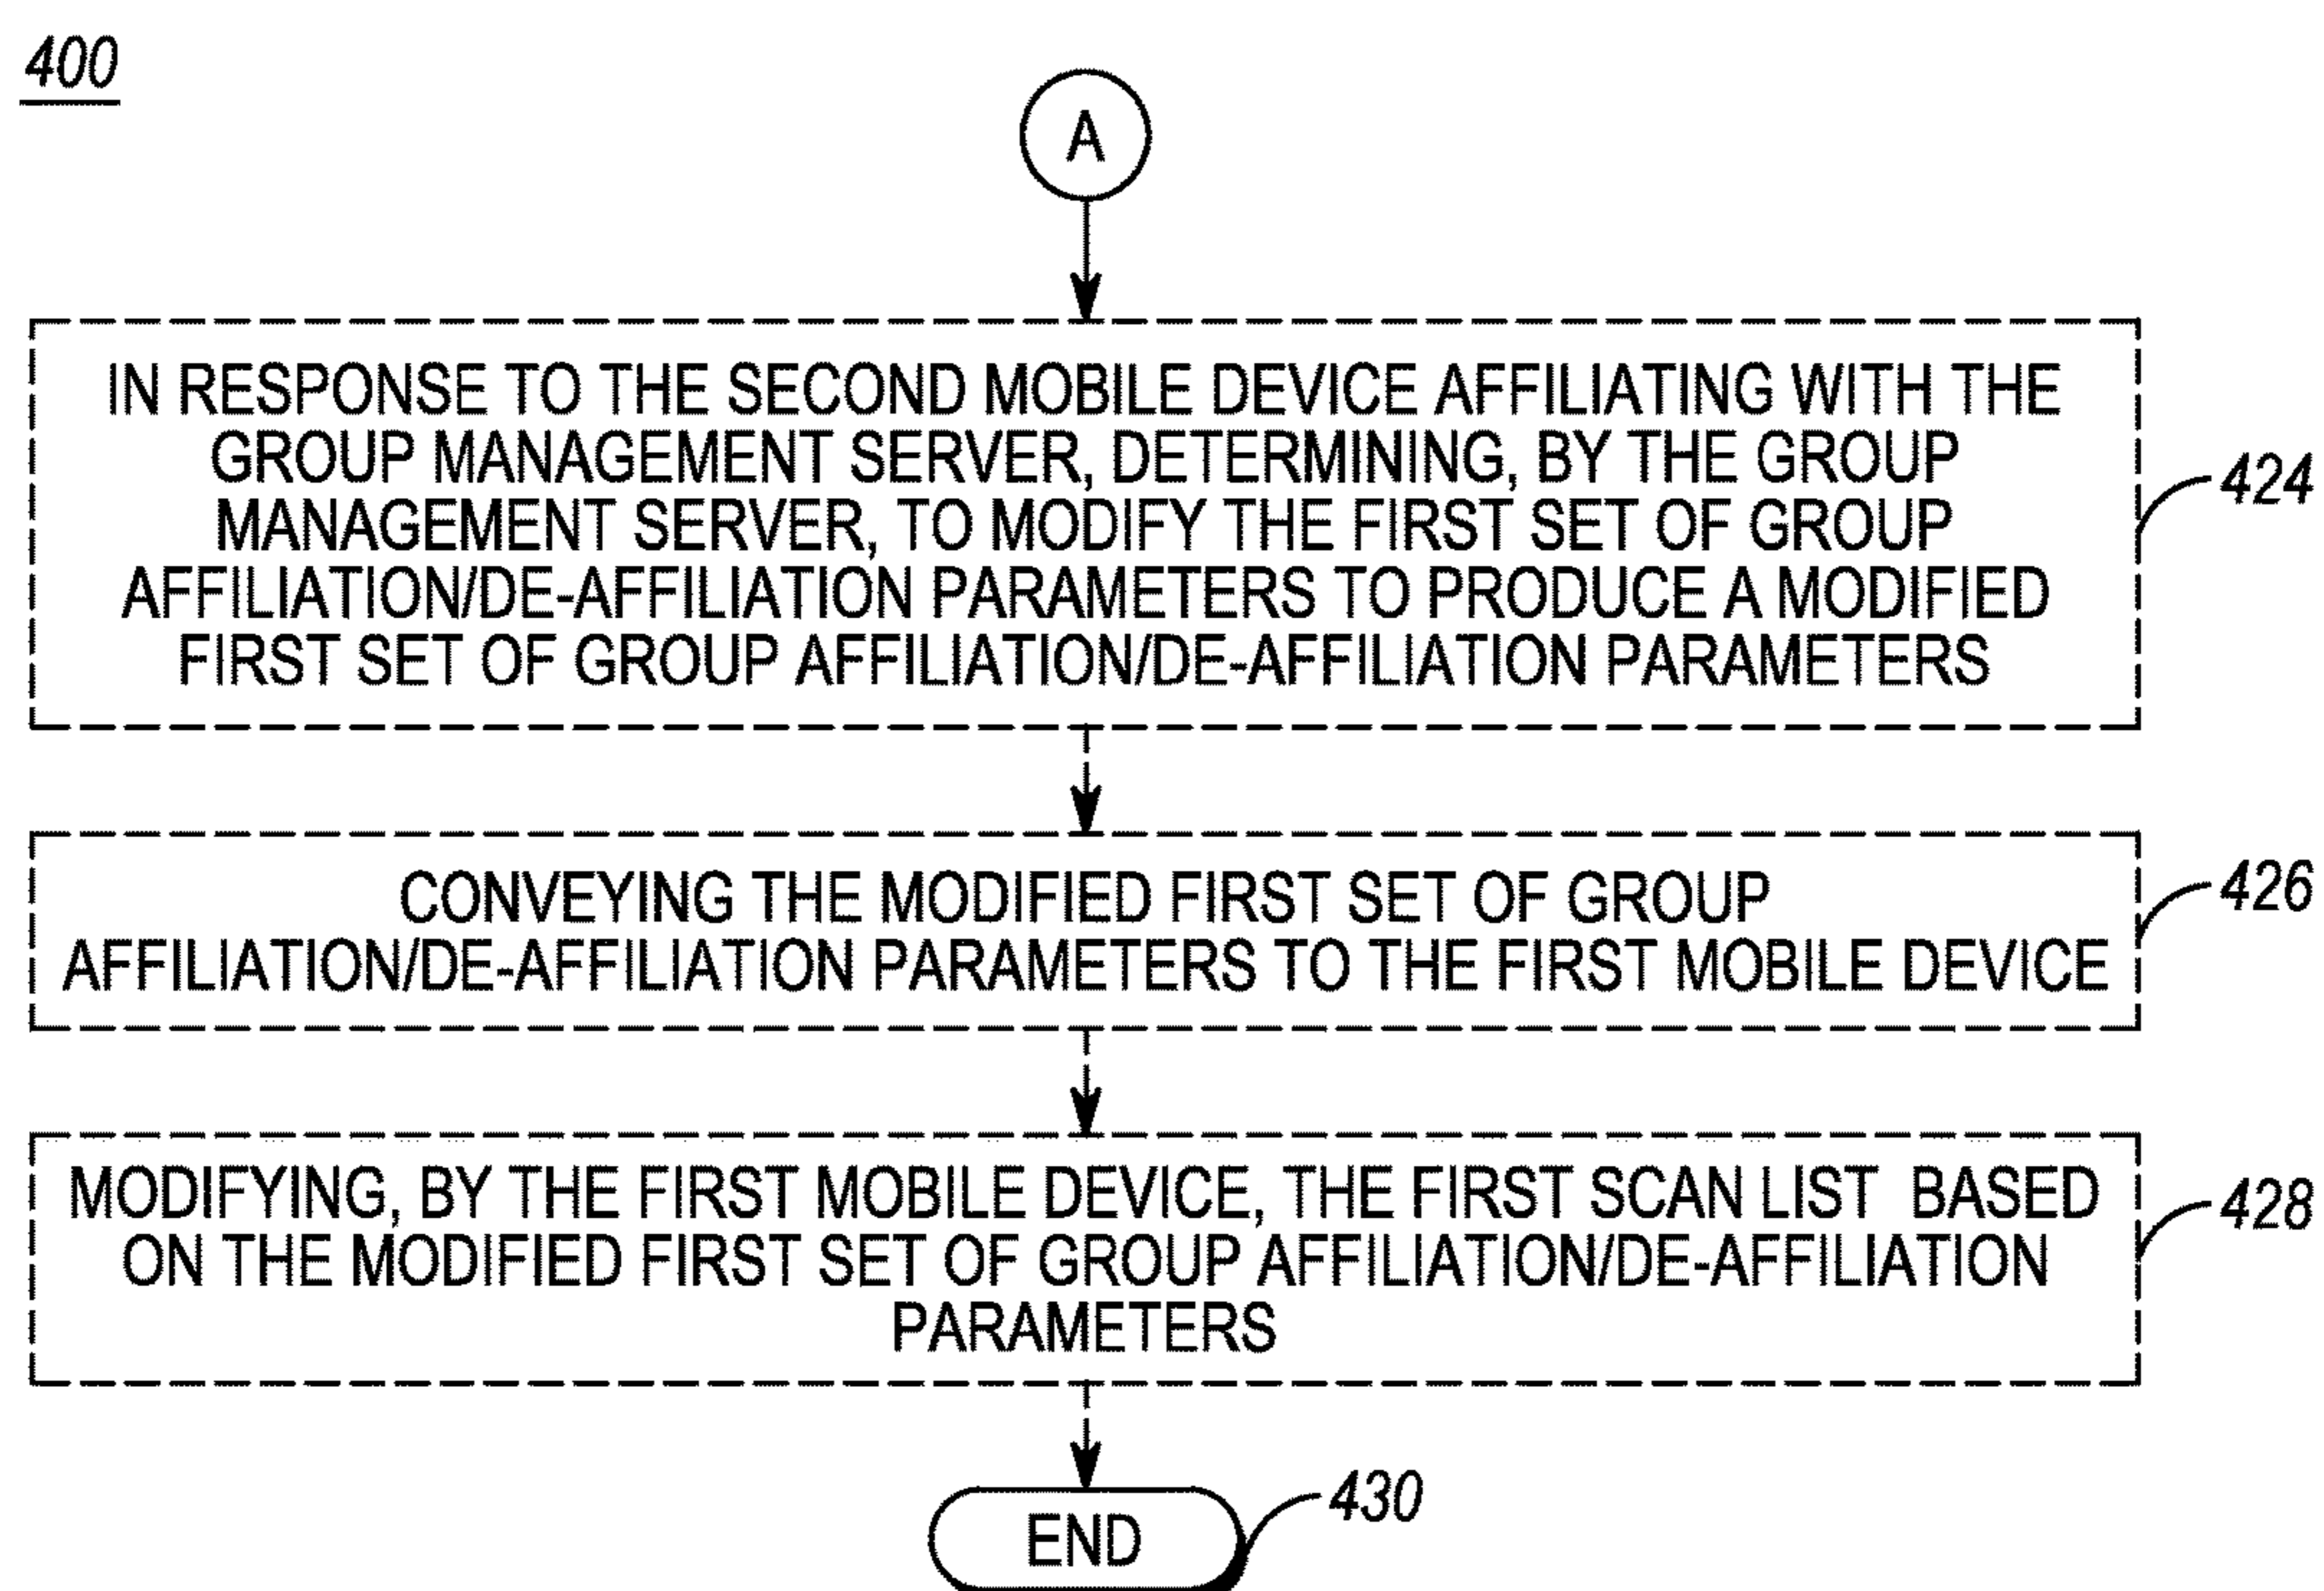 400
A
IN RESPONSE TO THE SECOND MOBILE DEVICE AFFILIATING WITH THE
GROUP MANAGEMENT SERVER, DETERMINING, BY THE GROUP
MANAGEMENT SERVER, TO MODIFY THE FIRST SET OF GROUP
AFFILIATION/DE-AFFILIATION PARAMETERS TO PRODUCE A MODIFIED
FIRST SET OF GROUP AFFILIATION/DE-AFFILIATION PARAMETERS
424
CONVEYING THE MODIFIED FIRST SET OF GROUP
AFFILIATION/DE-AFFILIATION PARAMETERS TO THE FIRST MOBILE DEVICE
426
MODIFYING, BY THE FIRST MOBILE DEVICE, THE FIRST SCAN LIST BASED
ON THE MODIFIED FIRST SET OF GROUP AFFILIATION/DE-AFFILIATION
PARAMETERS
428
END
430